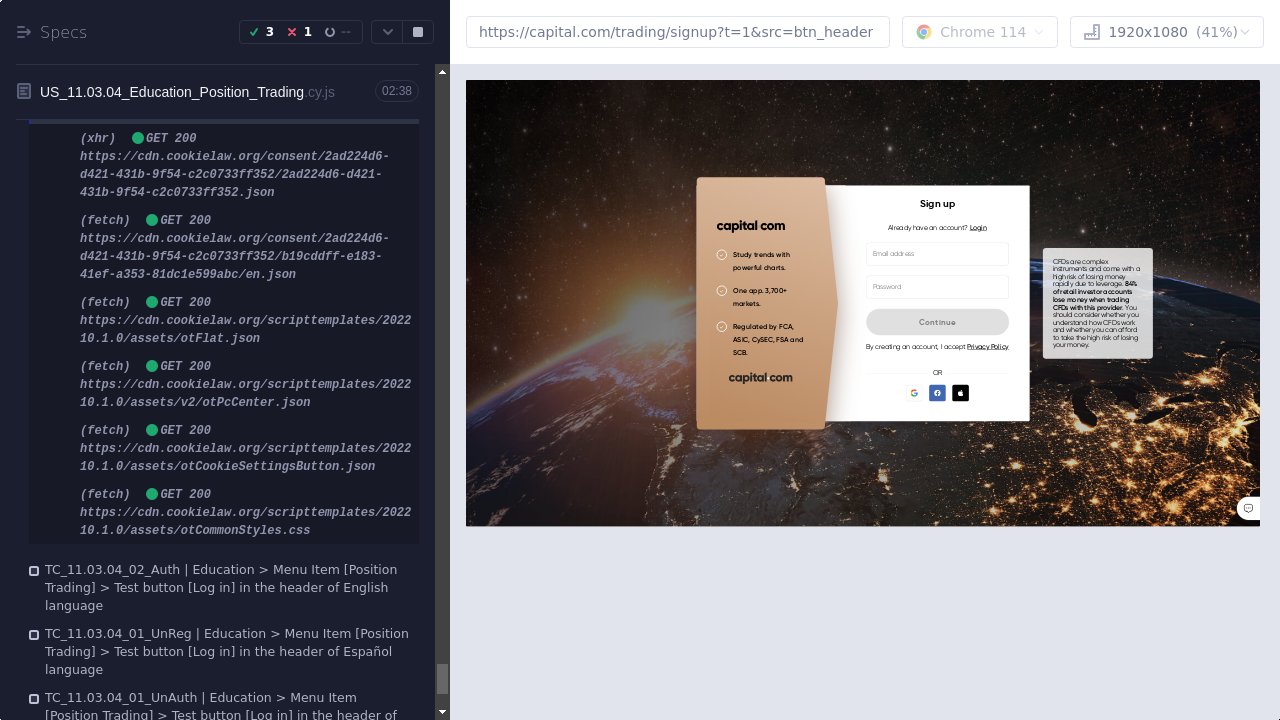 Specs
3
1
--
https://capital.com/trading/signup?t=1&src=btn_header
Chrome 114
1920x1080 (41%)
US_11.03.04_Education_Position_Trading.cy.js
02:38
(xhr) GET 200
https://cdn.cookielaw.org/consent/2ad224d6-
d421-431b-9f54-c2c0733ff352/2ad224d6-d421-
431b-9f54-c2c0733ff352.json
(fetch) GET 200
https://cdn.cookielaw.org/consent/2ad224d6-
d421-431b-9f54-c2c0733ff352/b19cddff-e183-
41ef-a353-81dc1e599abc/en.json
(fetch) GET 200
https://cdn.cookielaw.org/scripttemplates/2022
10.1.0/assets/otFlat.json
(fetch) GET 200
https://cdn.cookielaw.org/scripttemplates/2022
10.1.0/assets/v2/otPcCenter.json
(fetch) GET 200
https://cdn.cookielaw.org/scripttemplates/2022
10.1.0/assets/otCookieSettingsButton.json
(fetch) GET 200
https://cdn.cookielaw.org/scripttemplates/2022
10.1.0/assets/otCommonStyles.css
TC_11.03.04_02_Auth | Education > Menu Item [Position
Trading] > Test button [Log in] in the header of English
language
TC_11.03.04_01_UnReg | Education > Menu Item [Position
Trading] > Test button [Log in] in the header of Español
language
TC_11.03.04_01_UnAuth | Education > Menu Item
[Position Trading] > Test button [Log in] in the header of
capital com
Study trends with
powerful charts.
One app. 3,700+
markets.
Regulated by FCA,
ASIC, CySEC, FSA and
SCB.
capital com
Sign up
Already have an account? Login
Email address
Password
Continue
By creating an account, I accept Privacy Policy
OR
CFDs are complex
instruments and come with a
high risk of losing money
rapidly due to leverage. 84%
of retail investor accounts
lose money when trading
CFDs with this provider. You
should consider whether you
understand how CFDs work
and whether you can afford
to take the high risk of losing
your money.